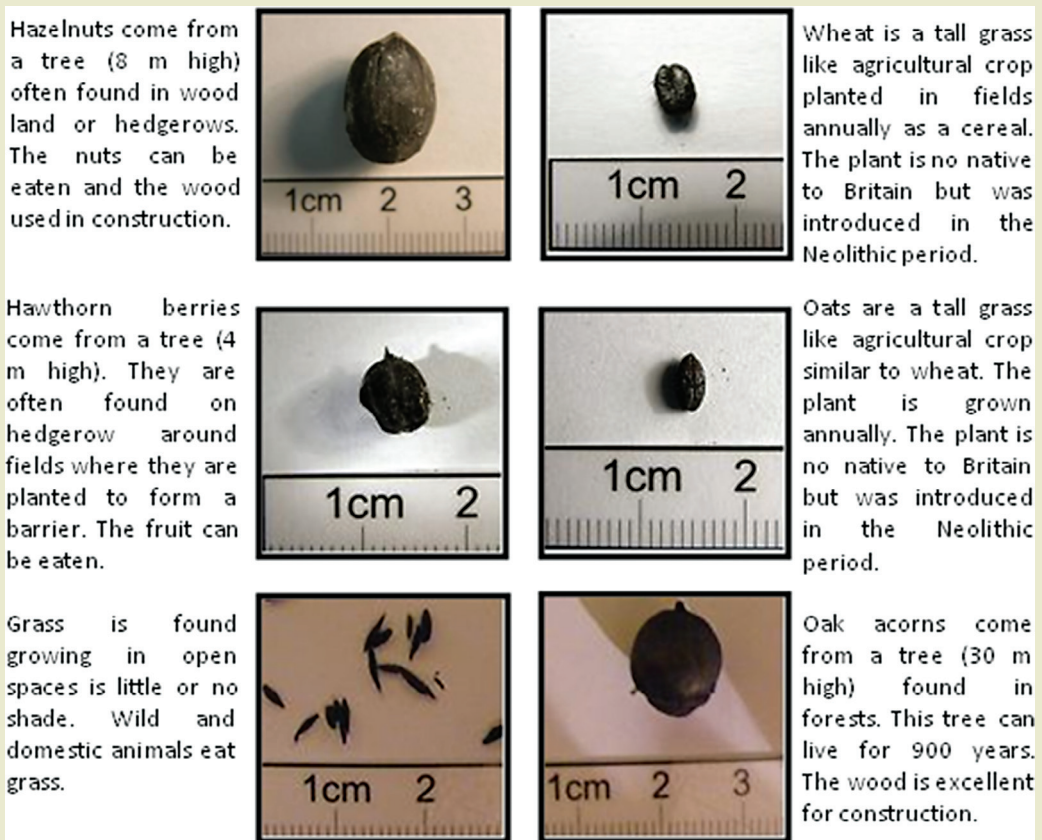 Hazelnuts come from
a tree (8 m high)
often found in wood
land or hedgerows.
The nuts can be
eaten and the wood
used in construction.
1cm 2 3
1cm 2
Wheat is a tall grass
like agricultural crop
planted in fields
annually as a cereal.
The plant is no native
to Britain but was
introduced in the
Neolithic period.
Hawthorn berries
come from a tree (4
m high). They are
often found on
hedgerow around
fields where they are
planted to form a
barrier. The fruit can
be eaten.
1cm 2
1cm 2
Oats are a tall grass
like agricultural crop
similar to wheat. The
plant is grown
annually. The plant is
no native to Britain
but was introduced
in the Neolithic
period.
Grass is found
growing in open
spaces is little or no
shade. Wild and
domestic animals eat
grass.
1cm 2
1cm 2 3
Oak acorns come
from a tree (30 m
high) found in
forests. This tree can
live for 900 years.
The wood is excellent
for construction.